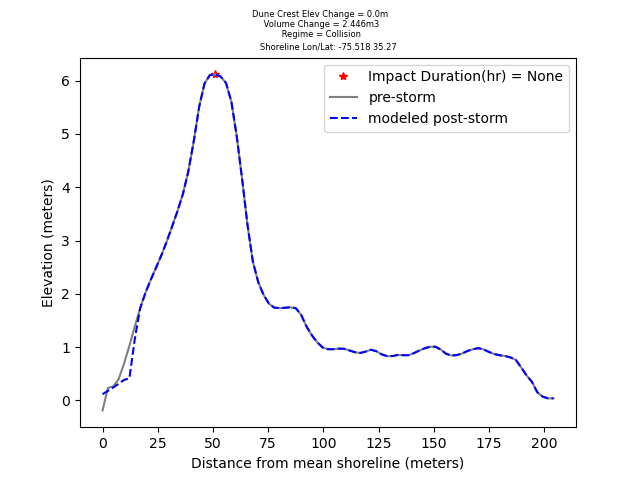 Dune Crest Elev Change = 0.0m
Volume Change = 2.446m3
Regime = Collision
Shoreline Lon/Lat: -75.518 35.27
Impact Duration(hr) = None
pre-storm
modeled post-storm
Elevation (meters)
6
5
4
3
2
1
0
0 25 50 75 100 125 150 175 200
Distance from mean shoreline (meters)